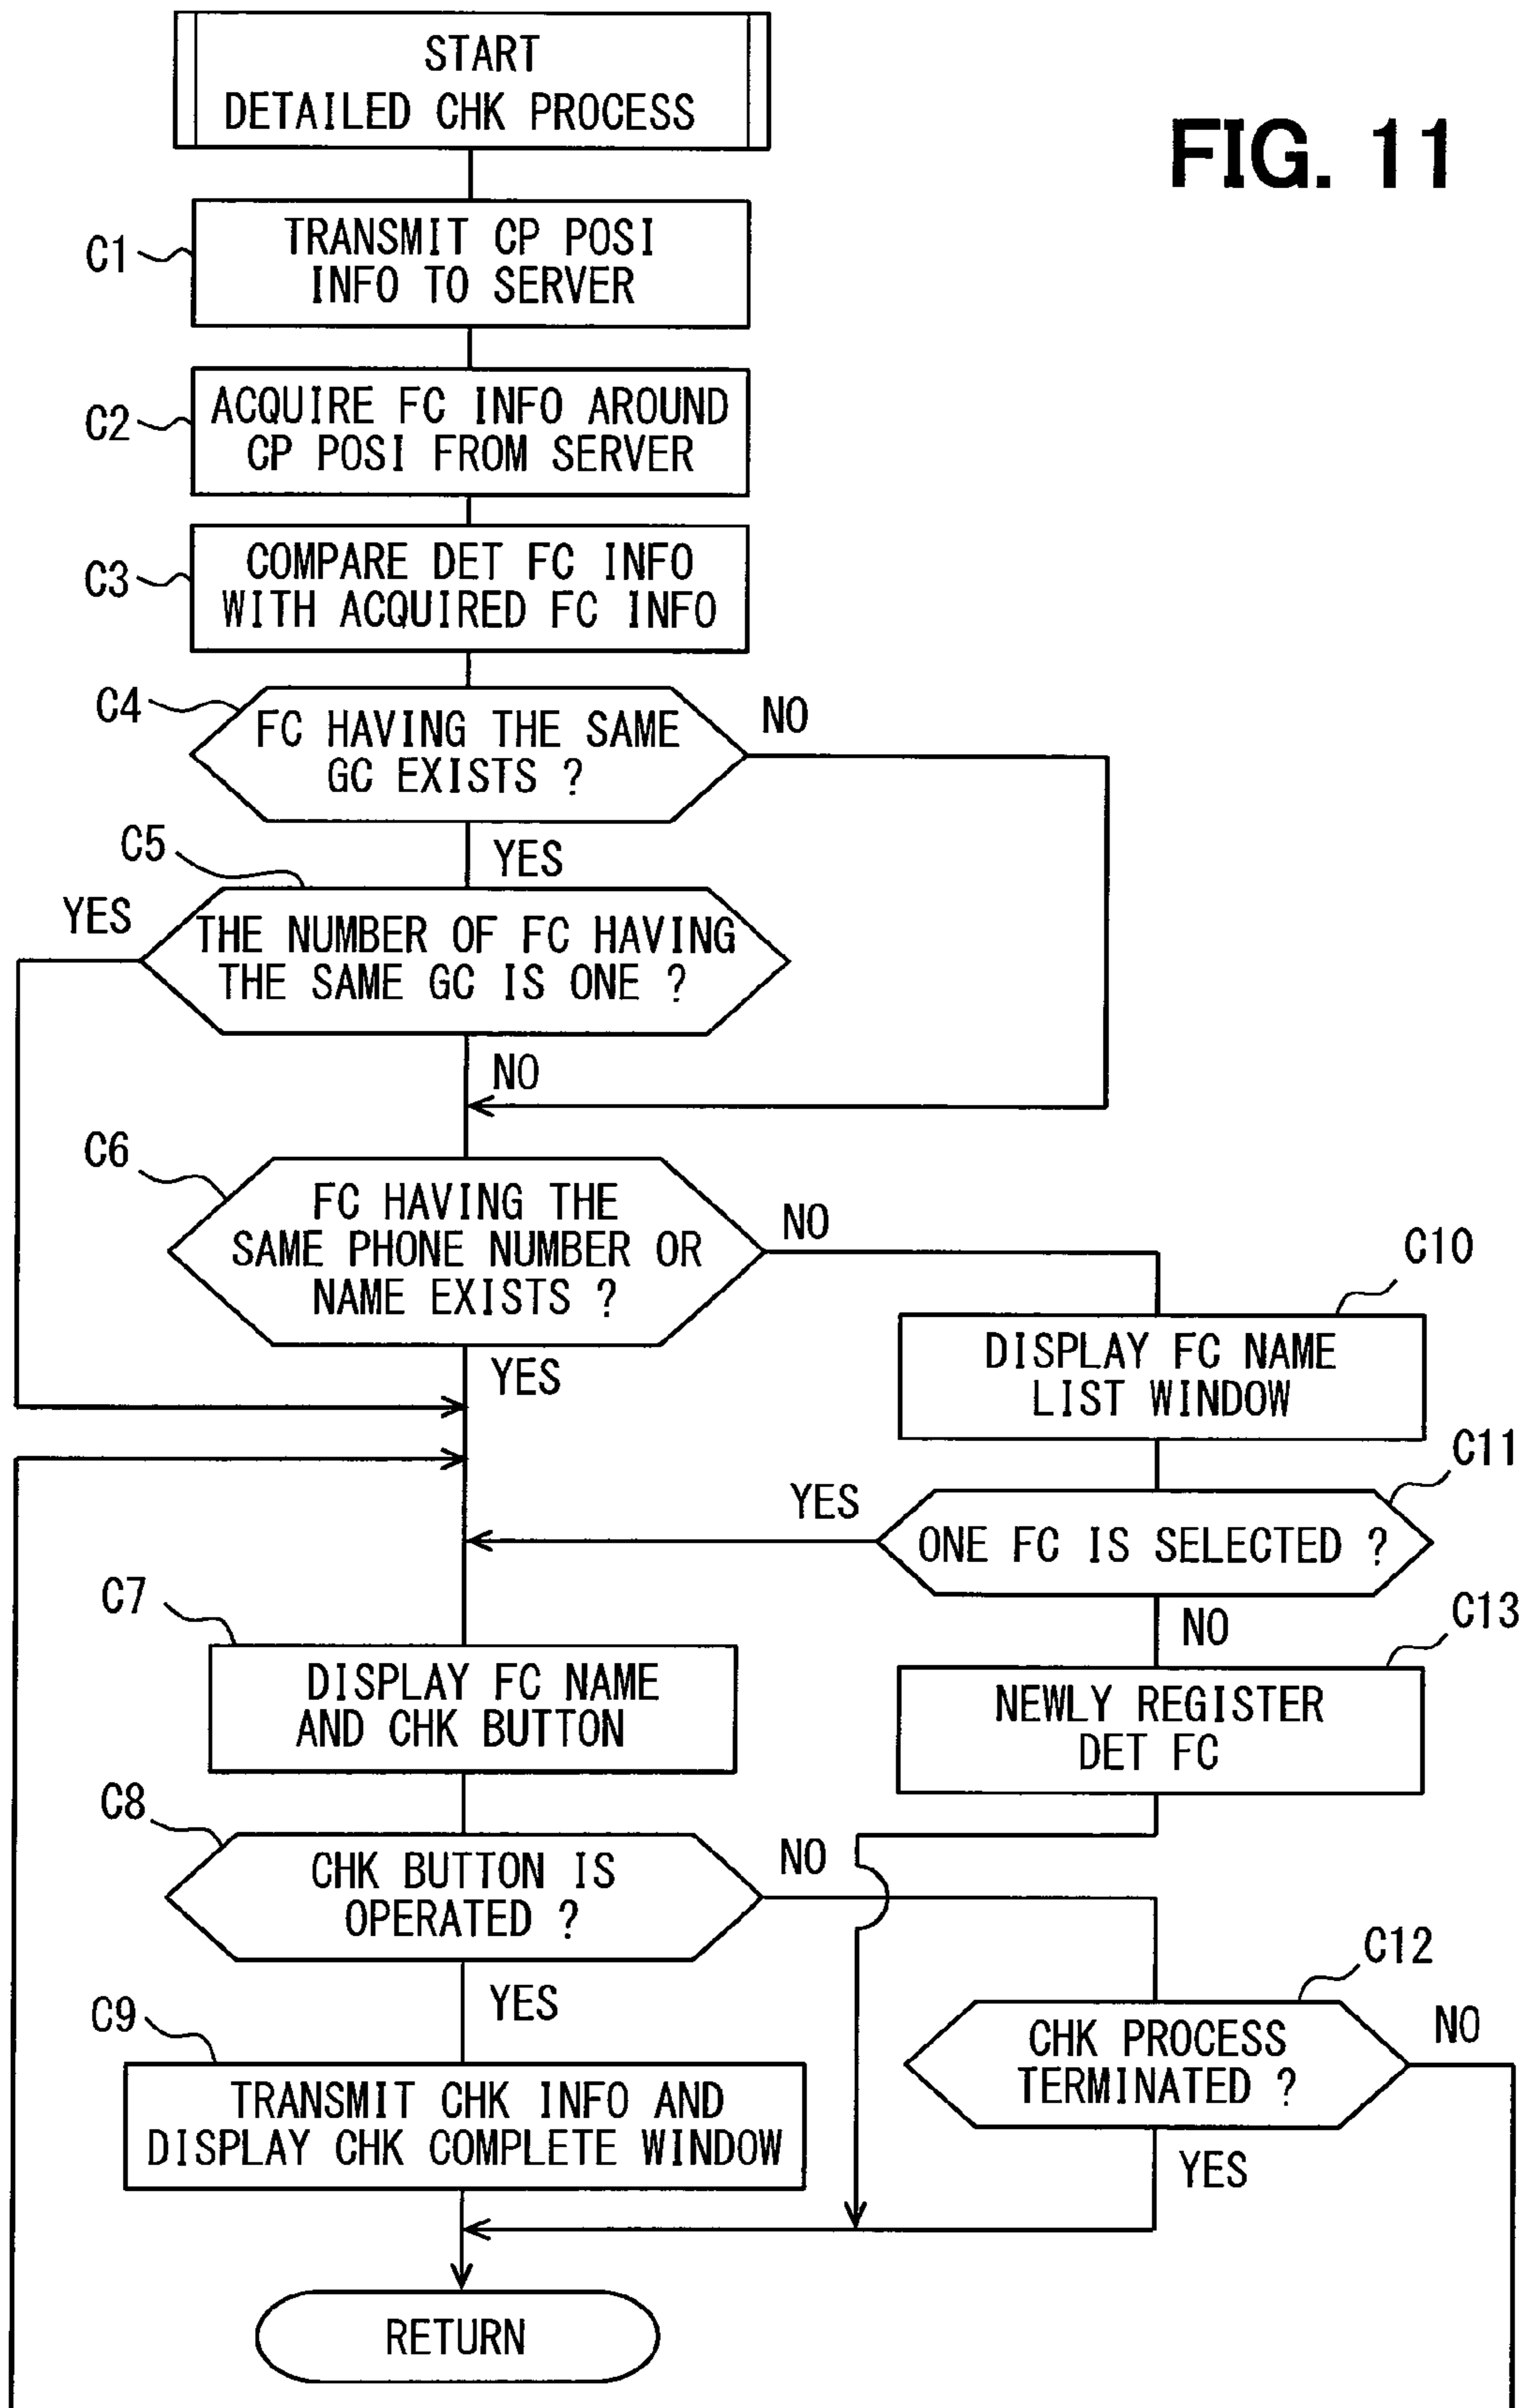 START
DETAILED CHK PROCESS
FIG. 11
C1
TRANSMIT CP POSI
INFO TO SERVER
C2
ACQUIRE FC INFO AROUND
CP POSI FROM SERVER
C3
COMPARE DET FC INFO
WITH ACQUIRED FC INFO
C4
FC HAVING THE SAME
GC EXISTS ?
NO
YES
C5
THE NUMBER OF FC HAVING
THE SAME GC IS ONE ?
YES
NO
C6
FC HAVING THE
SAME PHONE NUMBER OR
NAME EXISTS ?
NO
YES
C10
DISPLAY FC NAME
LIST WINDOW
C11
ONE FC IS SELECTED ?
YES
NO
C13
NEWLY REGISTER
DET FC
C7
DISPLAY FC NAME
AND CHK BUTTON
C8
CHK BUTTON IS
OPERATED ?
NO
YES
C12
CHK PROCESS
TERMINATED ?
NO
YES
C9
TRANSMIT CHK INFO AND
DISPLAY CHK COMPLETE WINDOW
RETURN